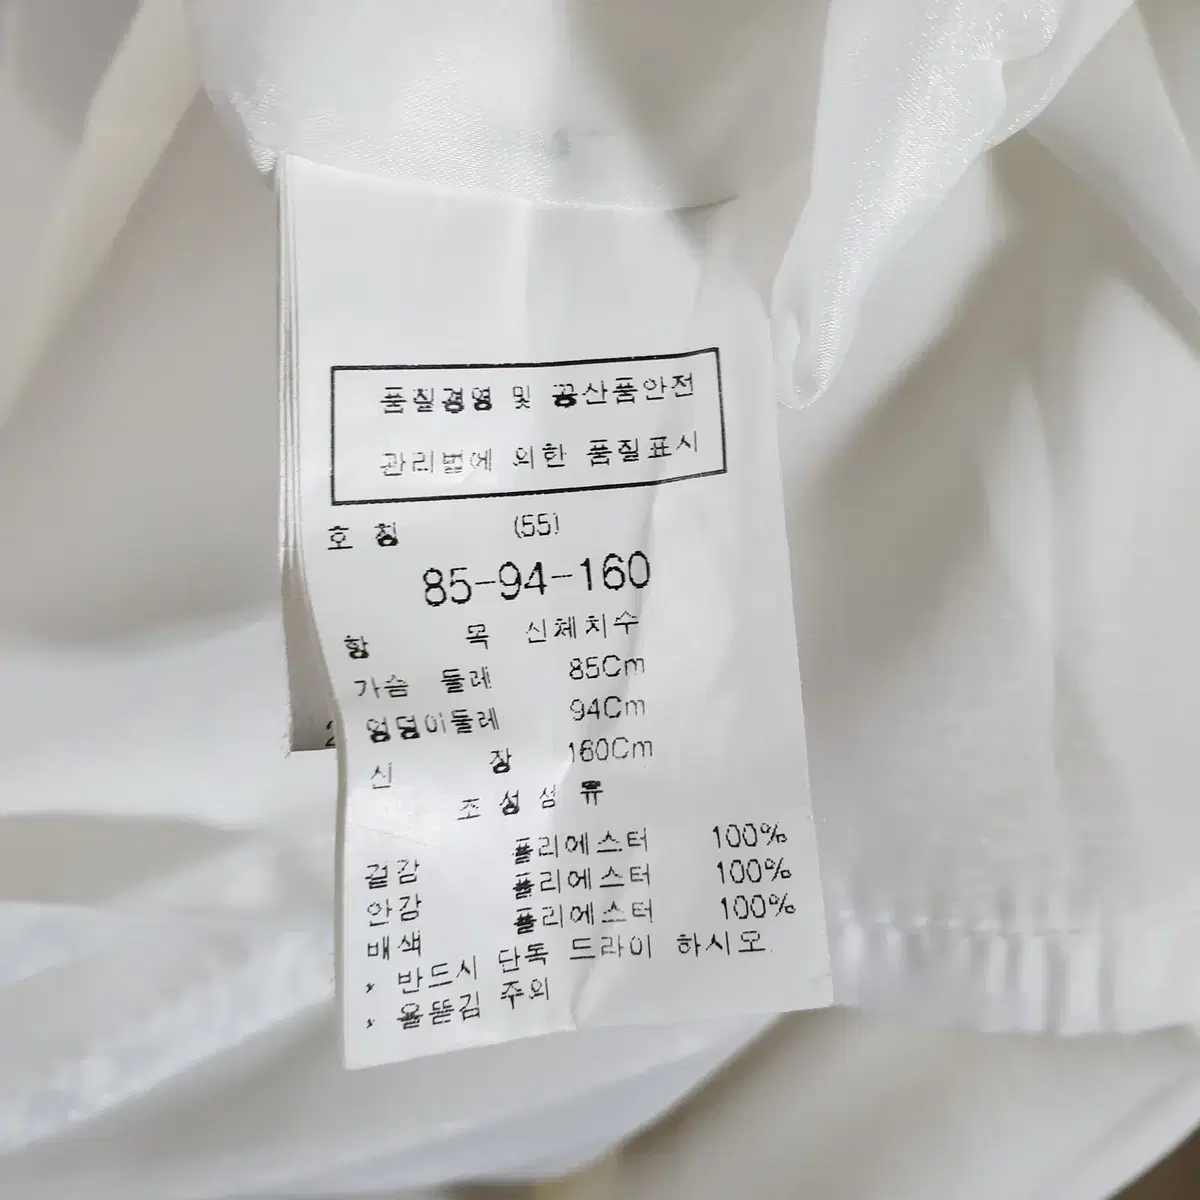 품질경영 및 공산품안전
관리법에 의한 품질표시
호 칭 (55)
85-94-160
항 목 신체치수
가슴 둘레 85Cm
엉덩이둘레 94Cm
신 장 160Cm
조 성 섬 유
겉감 폴리에스터 100%
안감 폴리에스터 100%
배색 폴리에스터 100%
* 반드시 단독 드라이 하시오
* 올뜯김 주의
2